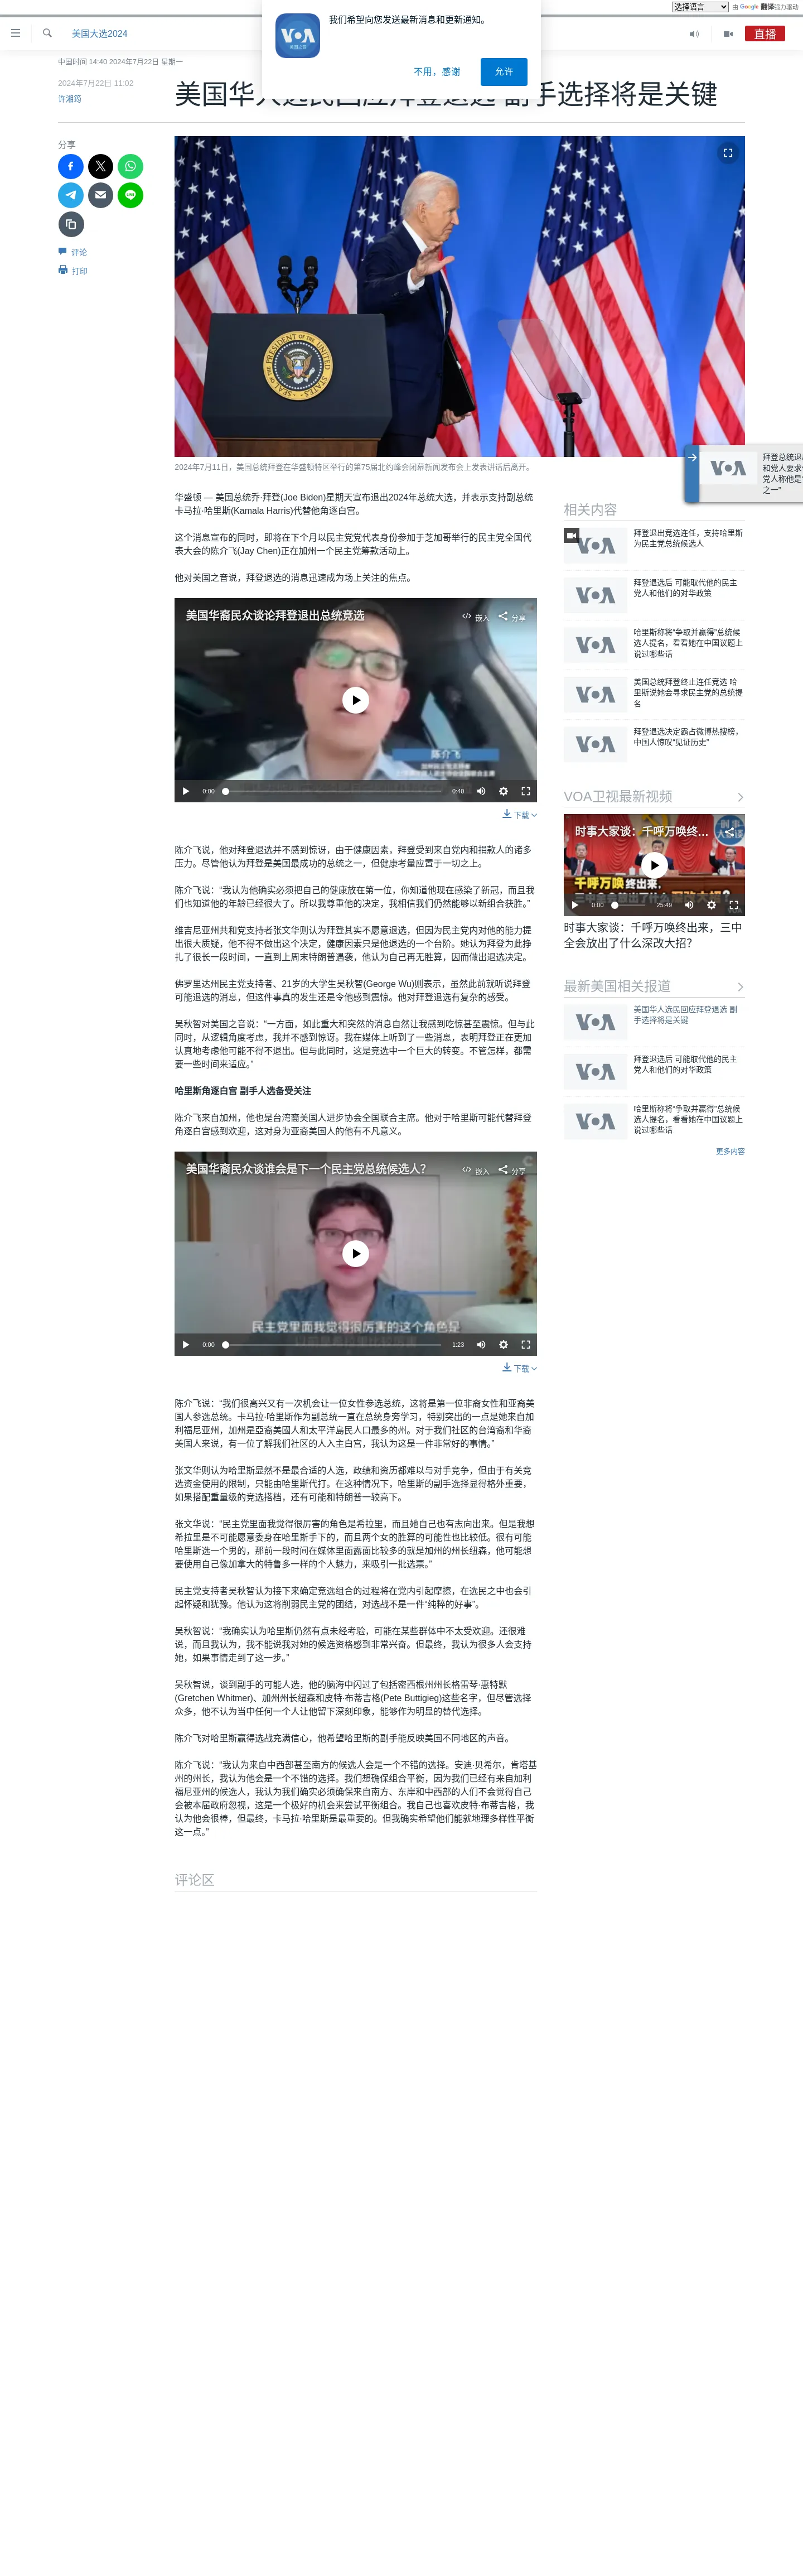 选择语言 由 Google 翻译强力驱动
我们希望向您发送最新消息和更新通知。
不用，感谢
允许
美国大选2024
直播
中国时间 14:40 2024年7月22日 星期一
2024年7月22日 11:02
许湘筠
美国华人选民回应拜登退选 副手选择将是关键
分享
评论
打印
2024年7月11日，美国总统拜登在华盛顿特区举行的第75届北约峰会闭幕新闻发布会上发表讲话后离开。
华盛顿 — 美国总统乔·拜登(Joe Biden)星期天宣布退出2024年总统大选，并表示支持副总统
卡马拉·哈里斯(Kamala Harris)代替他角逐白宫。
这个消息宣布的同时，即将在下个月以民主党党代表身份参加于芝加哥举行的民主党全国代
表大会的陈介飞(Jay Chen)正在加州一个民主党筹款活动上。
他对美国之音说，拜登退选的消息迅速成为场上关注的焦点。
美国华裔民众谈论拜登退出总统竞选
嵌入 分享
陈介飞
0:00 0:40
下载
陈介飞说，他对拜登退选并不感到惊讶，由于健康因素，拜登受到来自党内和捐款人的诸多
压力。尽管他认为拜登是美国最成功的总统之一，但健康考量应置于一切之上。
陈介飞说：“我认为他确实必须把自己的健康放在第一位，你知道他现在感染了新冠，而且我
们也知道他的年龄已经很大了。所以我尊重他的决定，我相信我们仍然能够以新组合获胜。”
维吉尼亚州共和党支持者张文华则认为拜登其实不愿意退选，但因为民主党内对他的能力提
出很大质疑，他不得不做出这个决定，健康因素只是他退选的一个台阶。她认为拜登为此挣
扎了很长一段时间，一直到上周末特朗普遇袭，他认为自己再无胜算，因而做出退选决定。
佛罗里达州民主党支持者、21岁的大学生吴秋智(George Wu)则表示，虽然此前就听说拜登
可能退选的消息，但这件事真的发生还是令他感到震惊。他对拜登退选有复杂的感受。
吴秋智对美国之音说：“一方面，如此重大和突然的消息自然让我感到吃惊甚至震惊。但与此
同时，从逻辑角度考虑，我并不感到惊讶。我在媒体上听到了一些消息，表明拜登正在更加
认真地考虑他可能不得不退出。但与此同时，这是竞选中一个巨大的转变。不管怎样，都需
要一些时间来适应。”
哈里斯角逐白宫 副手人选备受关注
陈介飞来自加州，他也是台湾裔美国人进步协会全国联合主席。他对于哈里斯可能代替拜登
角逐白宫感到欢迎，这对身为亚裔美国人的他有不凡意义。
美国华裔民众谈谁会是下一个民主党总统候选人?
嵌入 分享
民主党里面我觉得很厉害的这个角色是
0:00 1:23
下载
陈介飞说：“我们很高兴又有一次机会让一位女性参选总统，这将是第一位非裔女性和亚裔美
国人参选总统。卡马拉·哈里斯作为副总统一直在总统身旁学习，特别突出的一点是她来自加
利福尼亚州，加州是亞裔美國人和太平洋島民人口最多的州。对于我们社区的台湾裔和华裔
美国人来说，有一位了解我们社区的人入主白宫，我认为这是一件非常好的事情。”
张文华则认为哈里斯显然不是最合适的人选，政绩和资历都难以与对手竞争，但由于有关竞
选资金使用的限制，只能由哈里斯代打。在这种情况下，哈里斯的副手选择显得格外重要，
如果搭配重量级的竞选搭档，还有可能和特朗普一较高下。
张文华说：“民主党里面我觉得很厉害的角色是希拉里，而且她自己也有志向出来。但是我想
希拉里是不可能愿意委身在哈里斯手下的，而且两个女的胜算的可能性也比较低。很有可能
哈里斯选一个男的，那前一段时间在媒体里面露面比较多的就是加州的州长纽森，他可能想
要使用自己像加拿大的特鲁多一样的个人魅力，来吸引一批选票。”
民主党支持者吴秋智认为接下来确定竞选组合的过程将在党内引起摩擦，在选民之中也会引
起怀疑和犹豫。他认为这将削弱民主党的团结，对选战不是一件“纯粹的好事”。
吴秋智说：“我确实认为哈里斯仍然有点未经考验，可能在某些群体中不太受欢迎。还很难
说，而且我认为，我不能说我对她的候选资格感到非常兴奋。但最终，我认为很多人会支持
她，如果事情走到了这一步。”
吴秋智说，谈到副手的可能人选，他的脑海中闪过了包括密西根州州长格雷琴·惠特默
(Gretchen Whitmer)、加州州长纽森和皮特·布蒂吉格(Pete Buttigieg)这些名字，但尽管选择
众多，他不认为当中任何一个人让他留下深刻印象，能够作为明显的替代选择。
陈介飞对哈里斯赢得选战充满信心，他希望哈里斯的副手能反映美国不同地区的声音。
陈介飞说：“我认为来自中西部甚至南方的候选人会是一个不错的选择。安迪·贝希尔，肯塔基
州的州长，我认为他会是一个不错的选择。我们想确保组合平衡，因为我们已经有来自加利
福尼亚州的候选人，我认为我们确实必须确保来自南方、东岸和中西部的人们不会觉得自己
会被本届政府忽视，这是一个极好的机会来尝试平衡组合。我自己也喜欢皮特·布蒂吉格，我
认为他会很棒，但最终，卡马拉·哈里斯是最重要的。但我确实希望他们能就地理多样性平衡
这一点。”
评论区
拜登总统退
和党人要求
党人称他是
之一”
相关内容
拜登退出竞选连任，支持哈里斯
为民主党总统候选人
拜登退选后 可能取代他的民主
党人和他们的对华政策
哈里斯称将“争取并赢得”总统候
选人提名，看看她在中国议题上
说过哪些话
美国总统拜登终止连任竞选 哈
里斯说她会寻求民主党的总统提
名
拜登退选决定霸占微博热搜榜，
中国人惊叹“见证历史”
VOA卫视最新视频
时事大家谈：千呼万唤终…
千呼万唤终出来,
0:00 25:49
时事大家谈：千呼万唤终出来，三中
全会放出了什么深改大招?
最新美国相关报道
美国华人选民回应拜登退选 副
手选择将是关键
拜登退选后 可能取代他的民主
党人和他们的对华政策
哈里斯称将“争取并赢得”总统候
选人提名，看看她在中国议题上
说过哪些话
更多内容